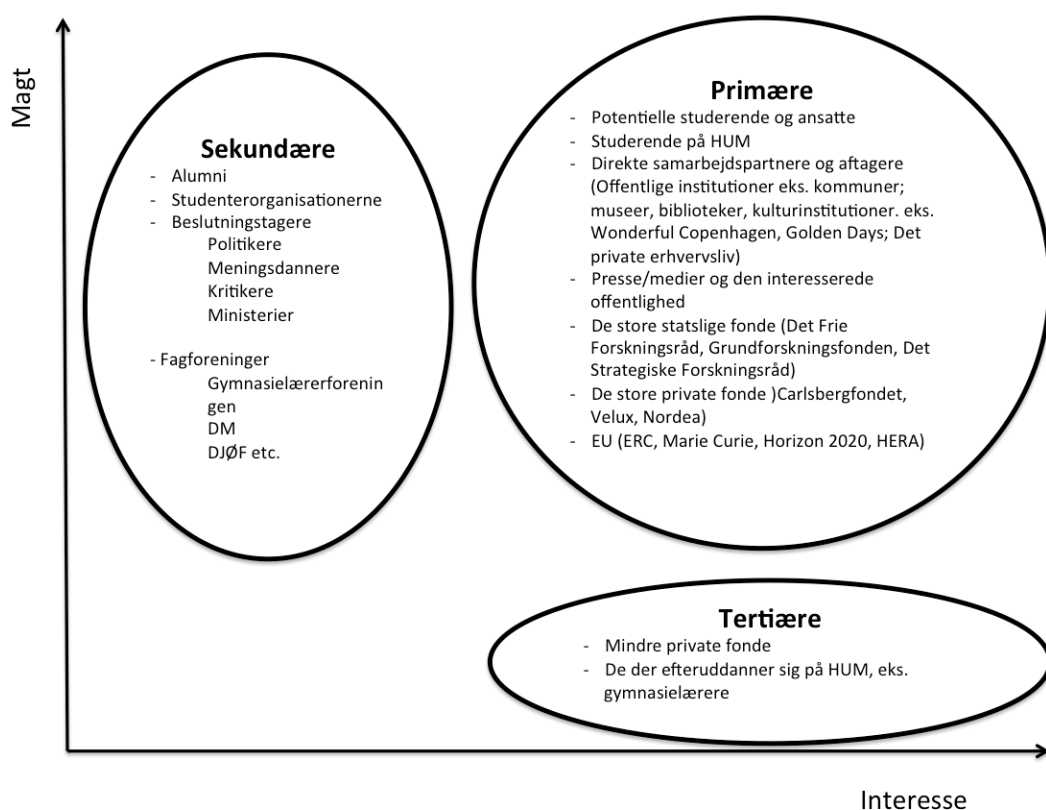 Magt
Sekundære
- Alumni
- Studenterorganisationerne
- Beslutningstagere
Politikere
Meningsdannere
Kritikere
Ministerier
- Fagforeninger
Gymnasielærerforenin
gen
DM
DJØF etc.
Primære
- Potentielle studerende og ansatte
- Studerende på HUM
- Direkte samarbejdspartnere og aftagere
(Offentlige institutioner eks. kommuner;
museer, biblioteker, kulturinstitutioner. eks.
Wonderful Copenhagen, Golden Days; Det
private erhvervsliv)
- Presse/medier og den interesserede
offentlighed
- De store statslige fonde (Det Frie
Forskningsråd, Grundforskningsfonden, Det
Strategiske Forskningsråd)
- De store private fonde )Carlsbergfondet,
Velux, Nordea)
- EU (ERC, Marie Curie, Horizon 2020, HERA)
Tertiære
- Mindre private fonde
- De der efteruddanner sig på HUM, eks.
gymnasielærere
Interesse